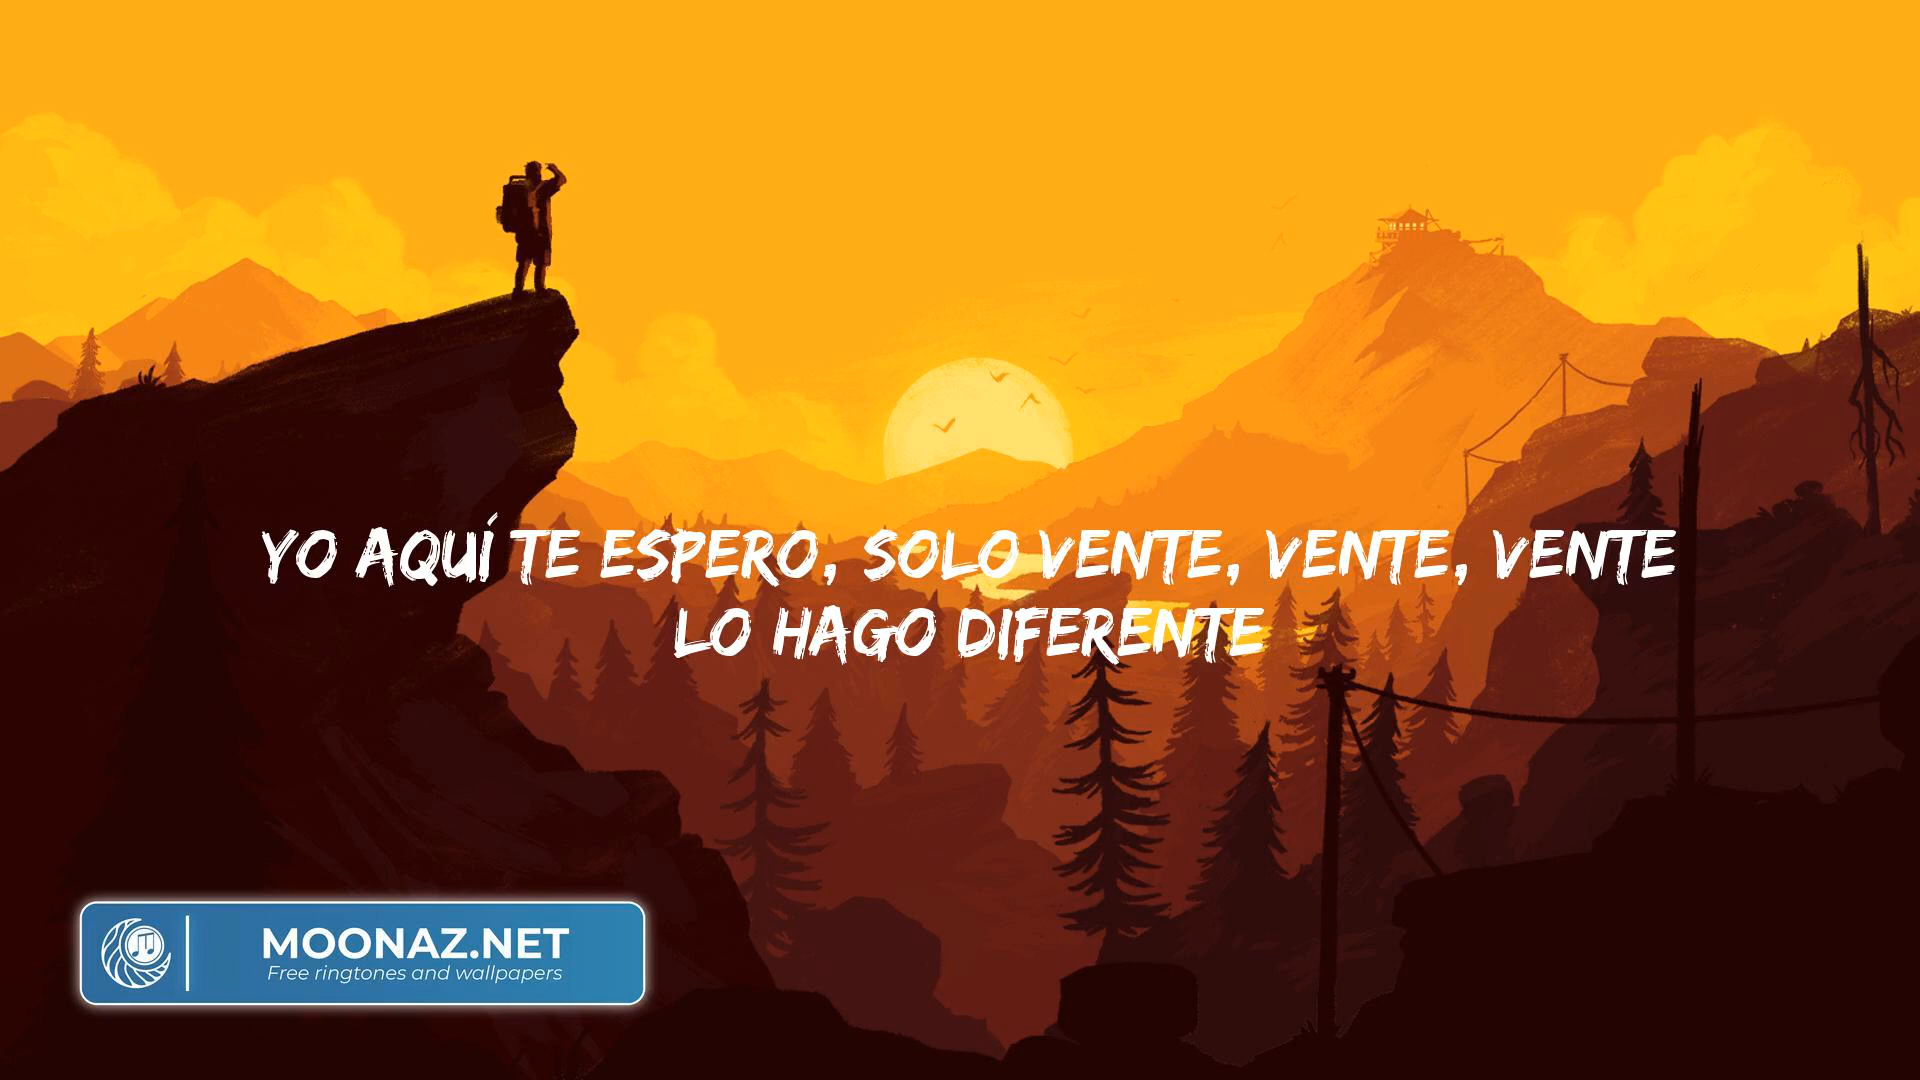 YO AQUÍ TE ESPERO, SOLO VENTE, VENTE, VENTE
LO HAGO DIFERENTE
MOONAZ.NET
Free ringtones and wallpapers